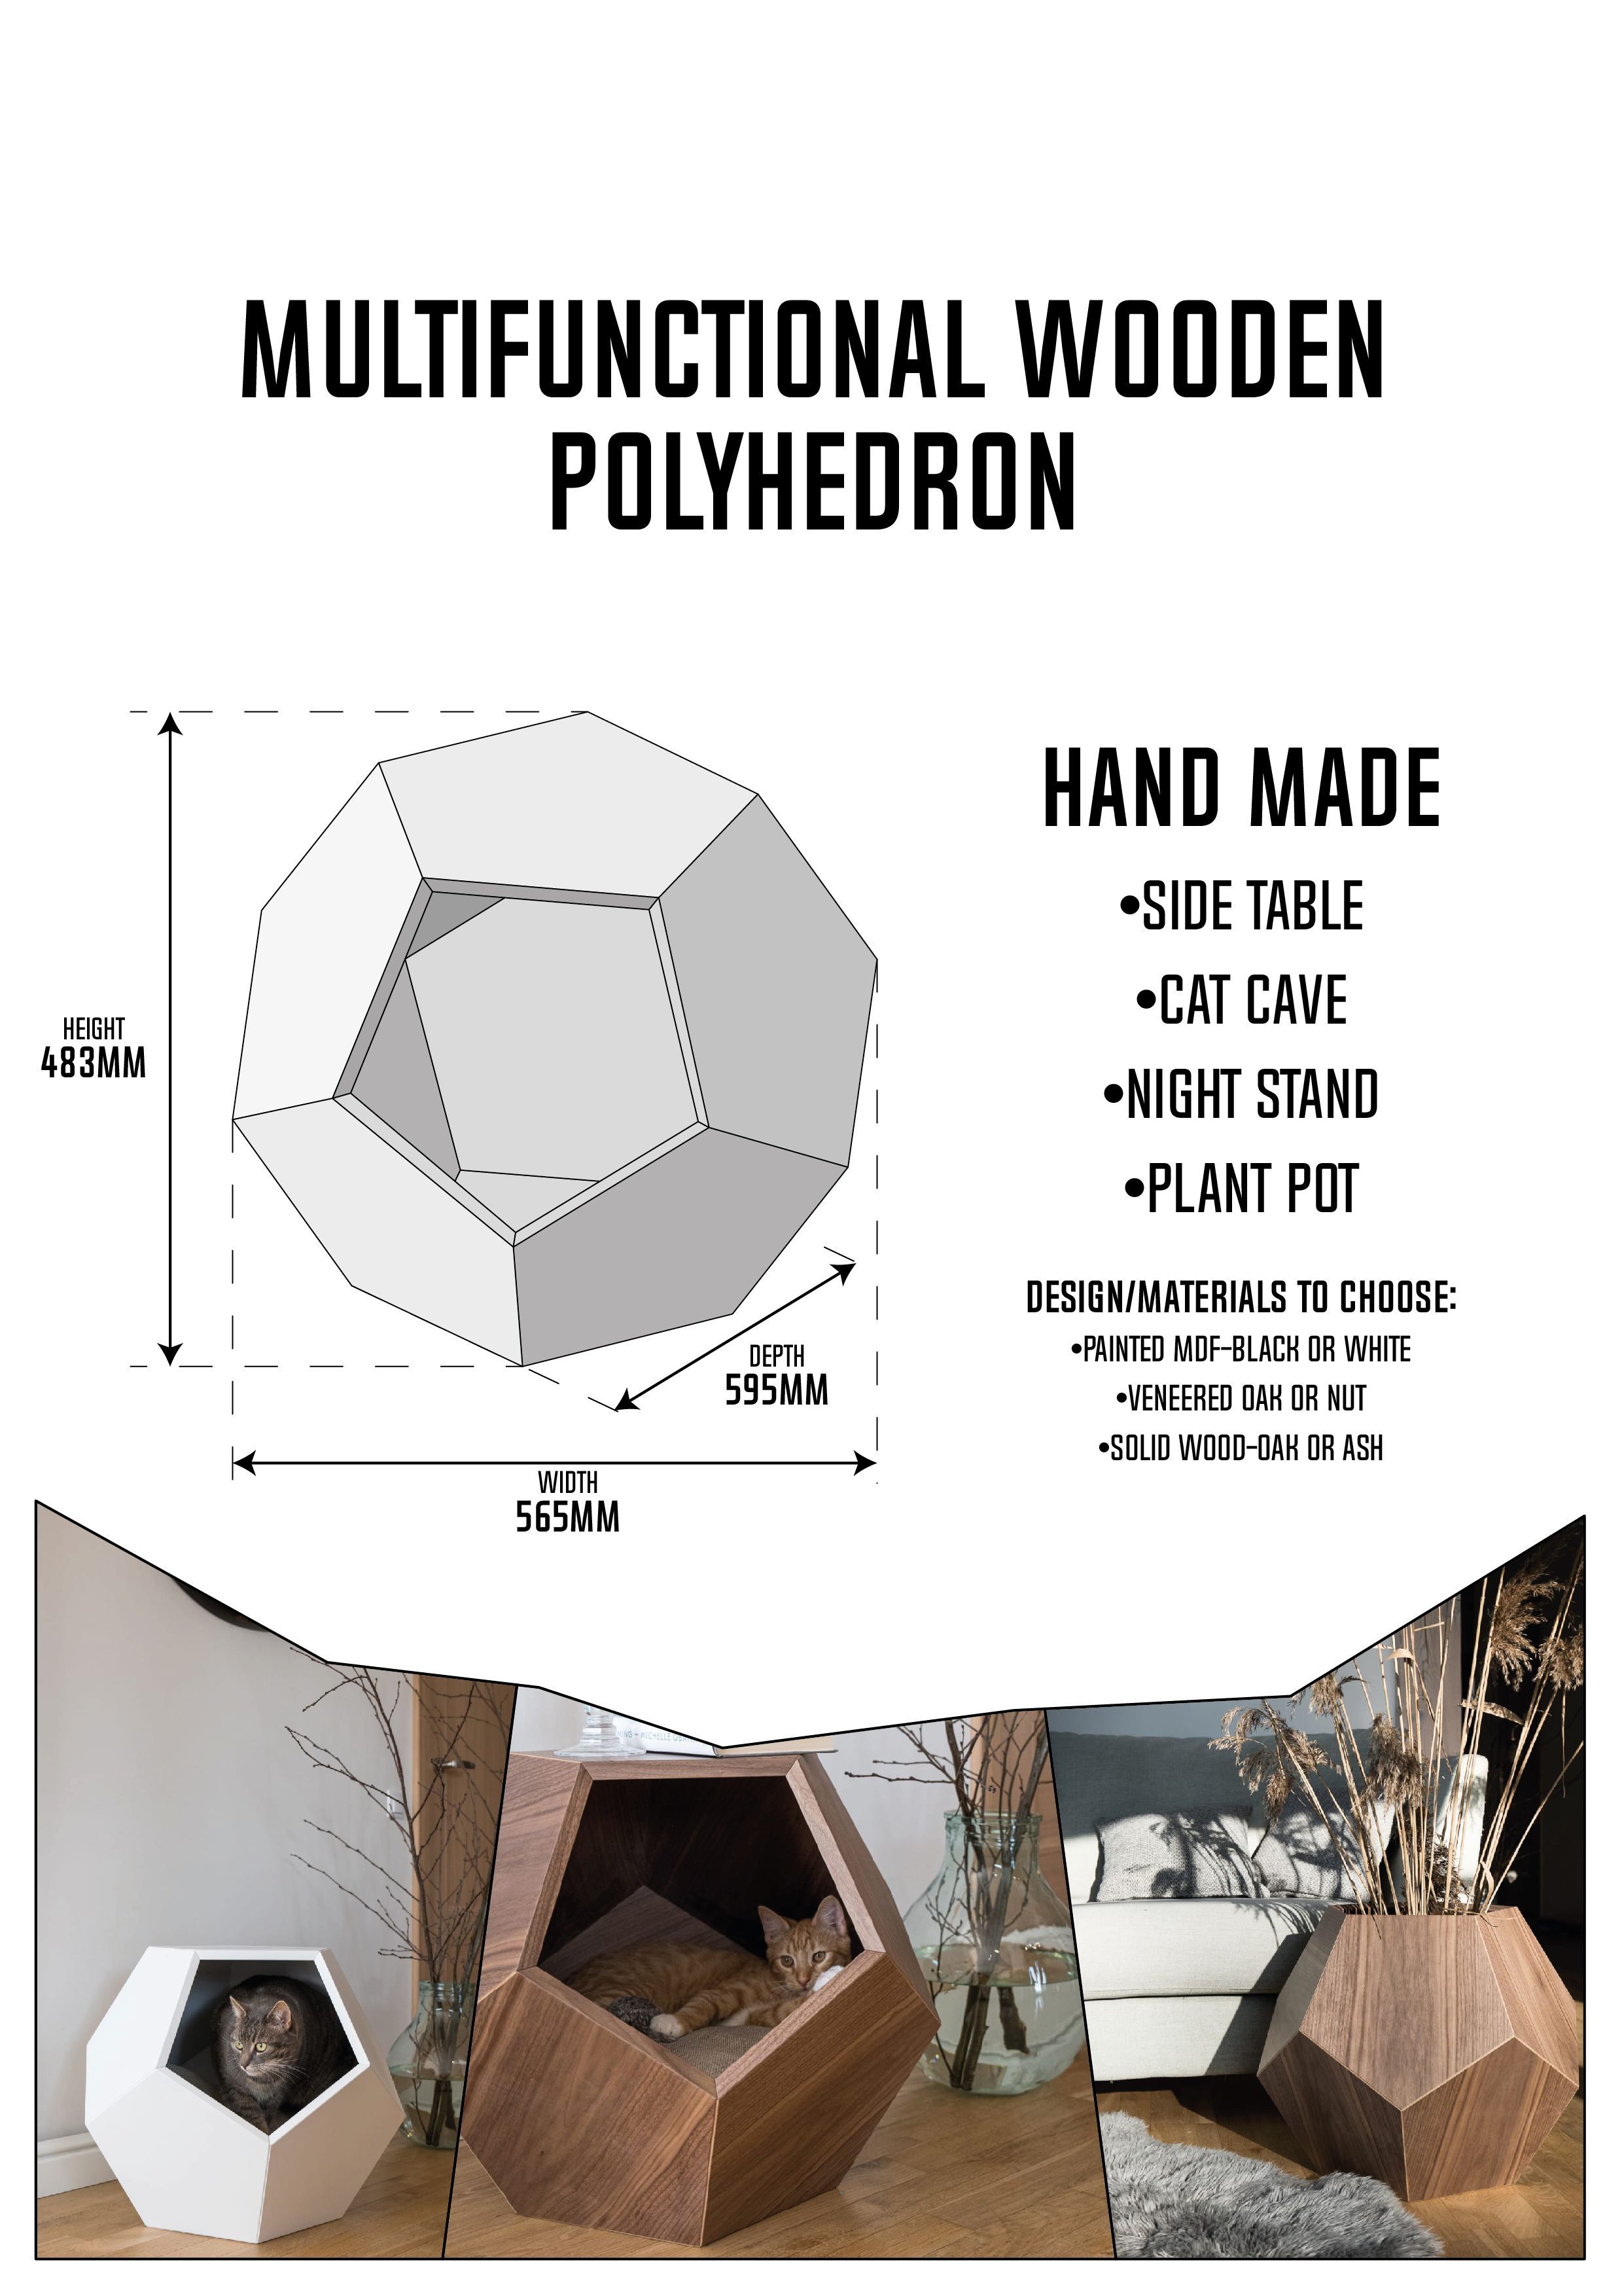 MULTIFUNCTIONAL WOODEN
POLYHEDRON
HAND MADE
•SIDE TABLE
•CAT CAVE
•NIGHT STAND
•PLANT POT
HEIGHT
483MM
DEPTH
595MM
WIDTH
565MM
DESIGN/MATERIALS TO CHOOSE:
•PAINTED MDF-BLACK OR WHITE
•VENEERED OAK OR NUT
•SOLID WOOD-OAK OR ASH